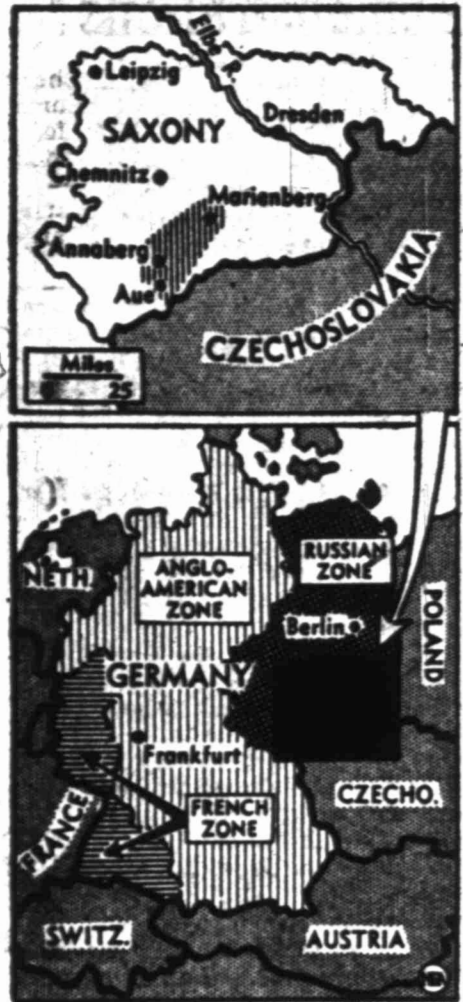 Elbe R.
Leipzig
Dresden
SAXONY
Chemnitz
Marienberg
Annaberg
Aue
CZECHOSLOVAKIA
Miles
0 25
NETH.
ANGLO-
AMERICAN
ZONE
RUSSIAN
ZONE
Berlin
POLAND
GERMANY
Frankfurt
CZECHO.
FRANCE
FRENCH
ZONE
SWITZ.
AUSTRIA